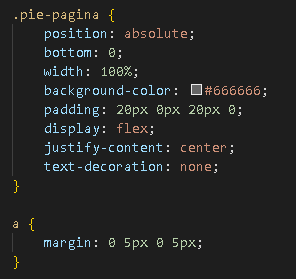 .pie-pagina {
    position: absolute;
    bottom: 0;
    width: 100%;
    background-color: #666666;
    padding: 20px 0px 20px 0;
    display: flex;
    justify-content: center;
    text-decoration: none;
}

a {
    margin: 0 5px 0 5px;
}